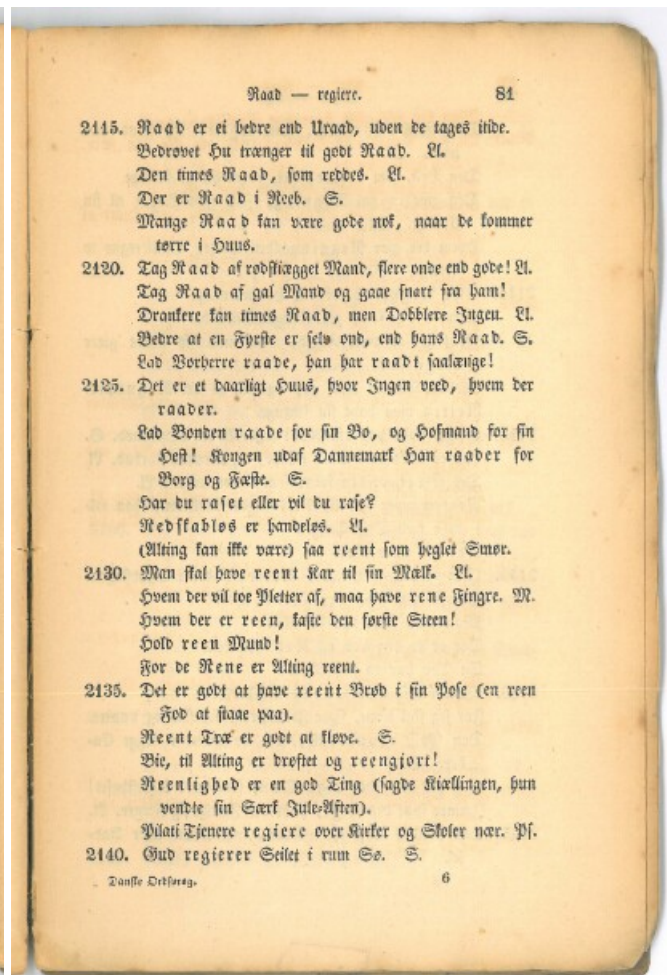 Raad — regiere. 81
2115. Raad er ei bedre end Uraad, uden de tages itide.
Bedrøvet Hu trænger til godt Raad. Ll.
Den times Raad, som reddes. Ll.
Der er Raad i Reeb. S.
Mange Raad kan være gode nok, naar de kommer
tørre i Huus.
2120. Tag Raad af rødskiægget Mand, flere onde end gode! Ll.
Tag Raad af gal Mand og gaae snart fra ham!
Drankere kan times Raad, men Dobblere Ingen. Ll.
Bedre at en Fyrste er selv ond, end hans Raad. S.
Lad Vorherre raade, han har raadt saalænge!
2125. Det er et daarligt Huus, hvor Ingen veed, hvem der
raader.
Lad Bonden raade for sin Bo, og Hofmand for sin
Hest! Kongen udaf Dannemark Han raader for
Borg og Fæste. S.
Har du raset eller vil du rase?
Redskabløs er handeløs. Ll.
(Alting kan ikke være) saa reent som heglet Smør.
2130. Man skal have reent Kar til sin Mælk. Ll.
Hvem der vil toe Pletter af, maa have rene Fingre. M.
Hvem der er reen, kaste den første Steen!
Hold reen Mund!
For de Rene er Alting reent.
2135. Det er godt at have reent Brød i sin Pose (en reen
Fod at staae paa).
Reent Træ er godt at kløve. S.
Bie, til Alting er drøftet og reengjort!
Reenlighed er en god Ting (sagde Kiællingen, hun
vendte sin Særk Jule-Aften).
Pilati Tjenere regiere over Kirker og Skoler nær. Ps.
2140. Gud regierer Seilet i rum Sø. S.
Danske Ordsprog. 6